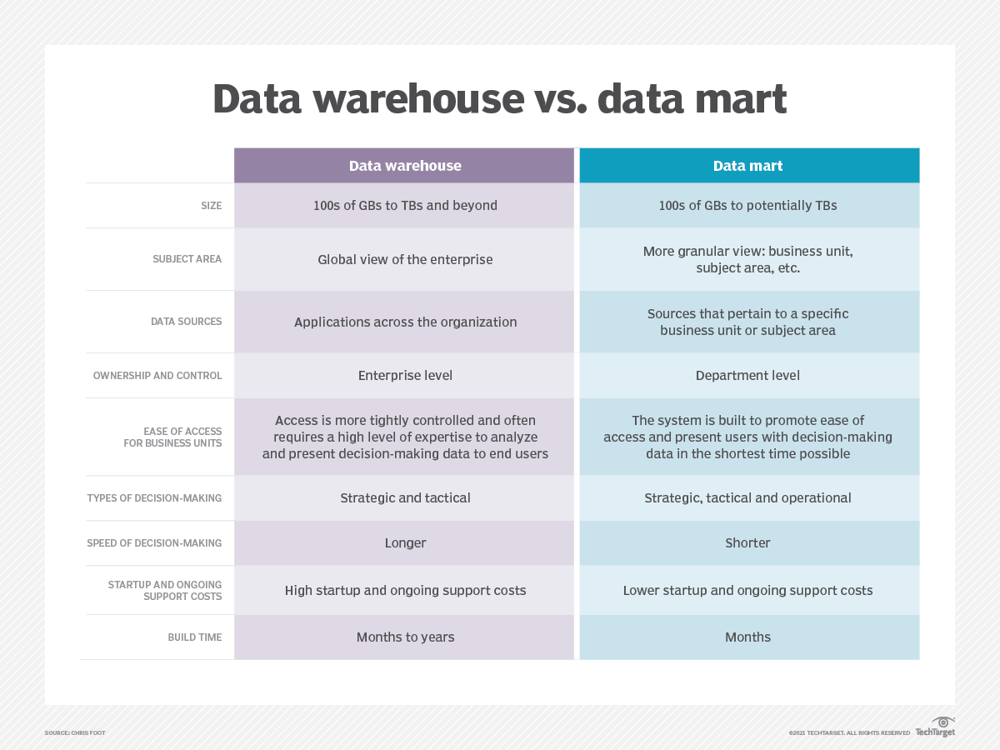 Data warehouse vs. data mart
Data warehouse
Data mart
SIZE
100s of GBs to TBs and beyond
100s of GBs to potentially TBs
SUBJECT AREA
Global view of the enterprise
More granular view: business unit,
subject area, etc.
DATA SOURCES
Applications across the organization
Sources that pertain to a specific
business unit or subject area
OWNERSHIP AND CONTROL
Enterprise level
Department level
EASE OF ACCESS
FOR BUSINESS UNITS
Access is more tightly controlled and often
requires a high level of expertise to analyze
and present decision-making data to end users
The system is built to promote ease of
access and present users with decision-making
data in the shortest time possible
TYPES OF DECISION-MAKING
Strategic and tactical
Strategic, tactical and operational
SPEED OF DECISION-MAKING
Longer
Shorter
STARTUP AND ONGOING
SUPPORT COSTS
High startup and ongoing support costs
Lower startup and ongoing support costs
BUILD TIME
Months to years
Months
SOURCE: CHRIS FOOT
©2021 TECHTARGET. ALL RIGHTS RESERVED
TechTarget